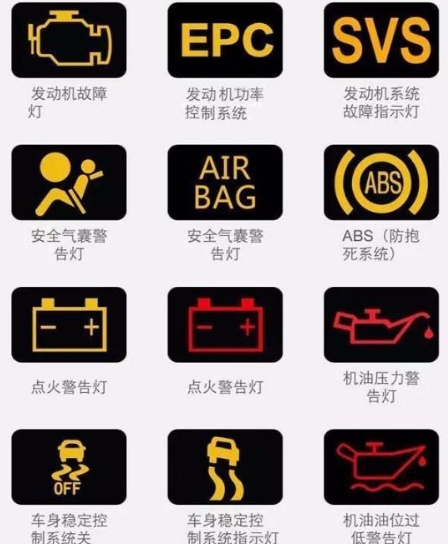 EPC
SVS
发动机故障
灯
发动机功率
控制系统
发动机系统
故障指示灯
AIR
BAG
ABS
安全气囊警
告灯
安全气囊警
告灯
ABS（防抱
死系统）
点火警告灯
点火警告灯
机油压力警
告灯
OFF
车身稳定控
制系统关
车身稳定控
制系统指示灯
机油油位过
低警告灯